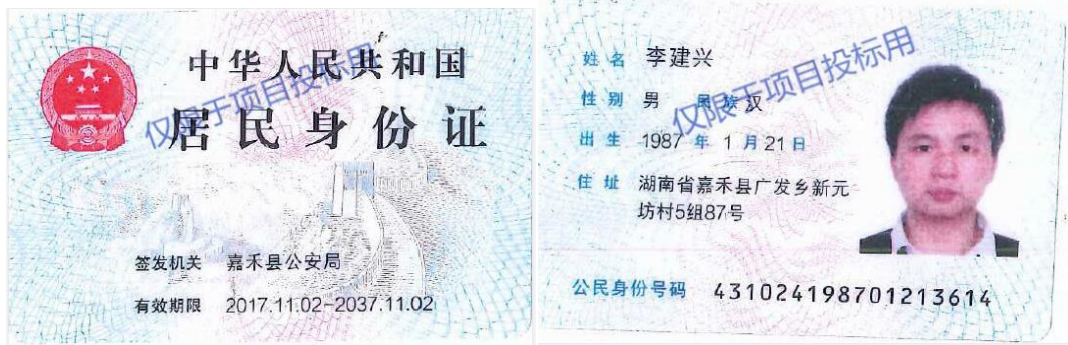 中华人民共和国
居民身份证
仅限于项目投标用
签发机关 嘉禾县公安局
有效期限 2017.11.02-2037.11.02
姓名 李建兴
性别 男 民族 汉
仅限于项目投标用
出生 1987 年 1 月 21 日
住址 湖南省嘉禾县广发乡新元
坊村5组87号
公民身份号码 431024198701213614